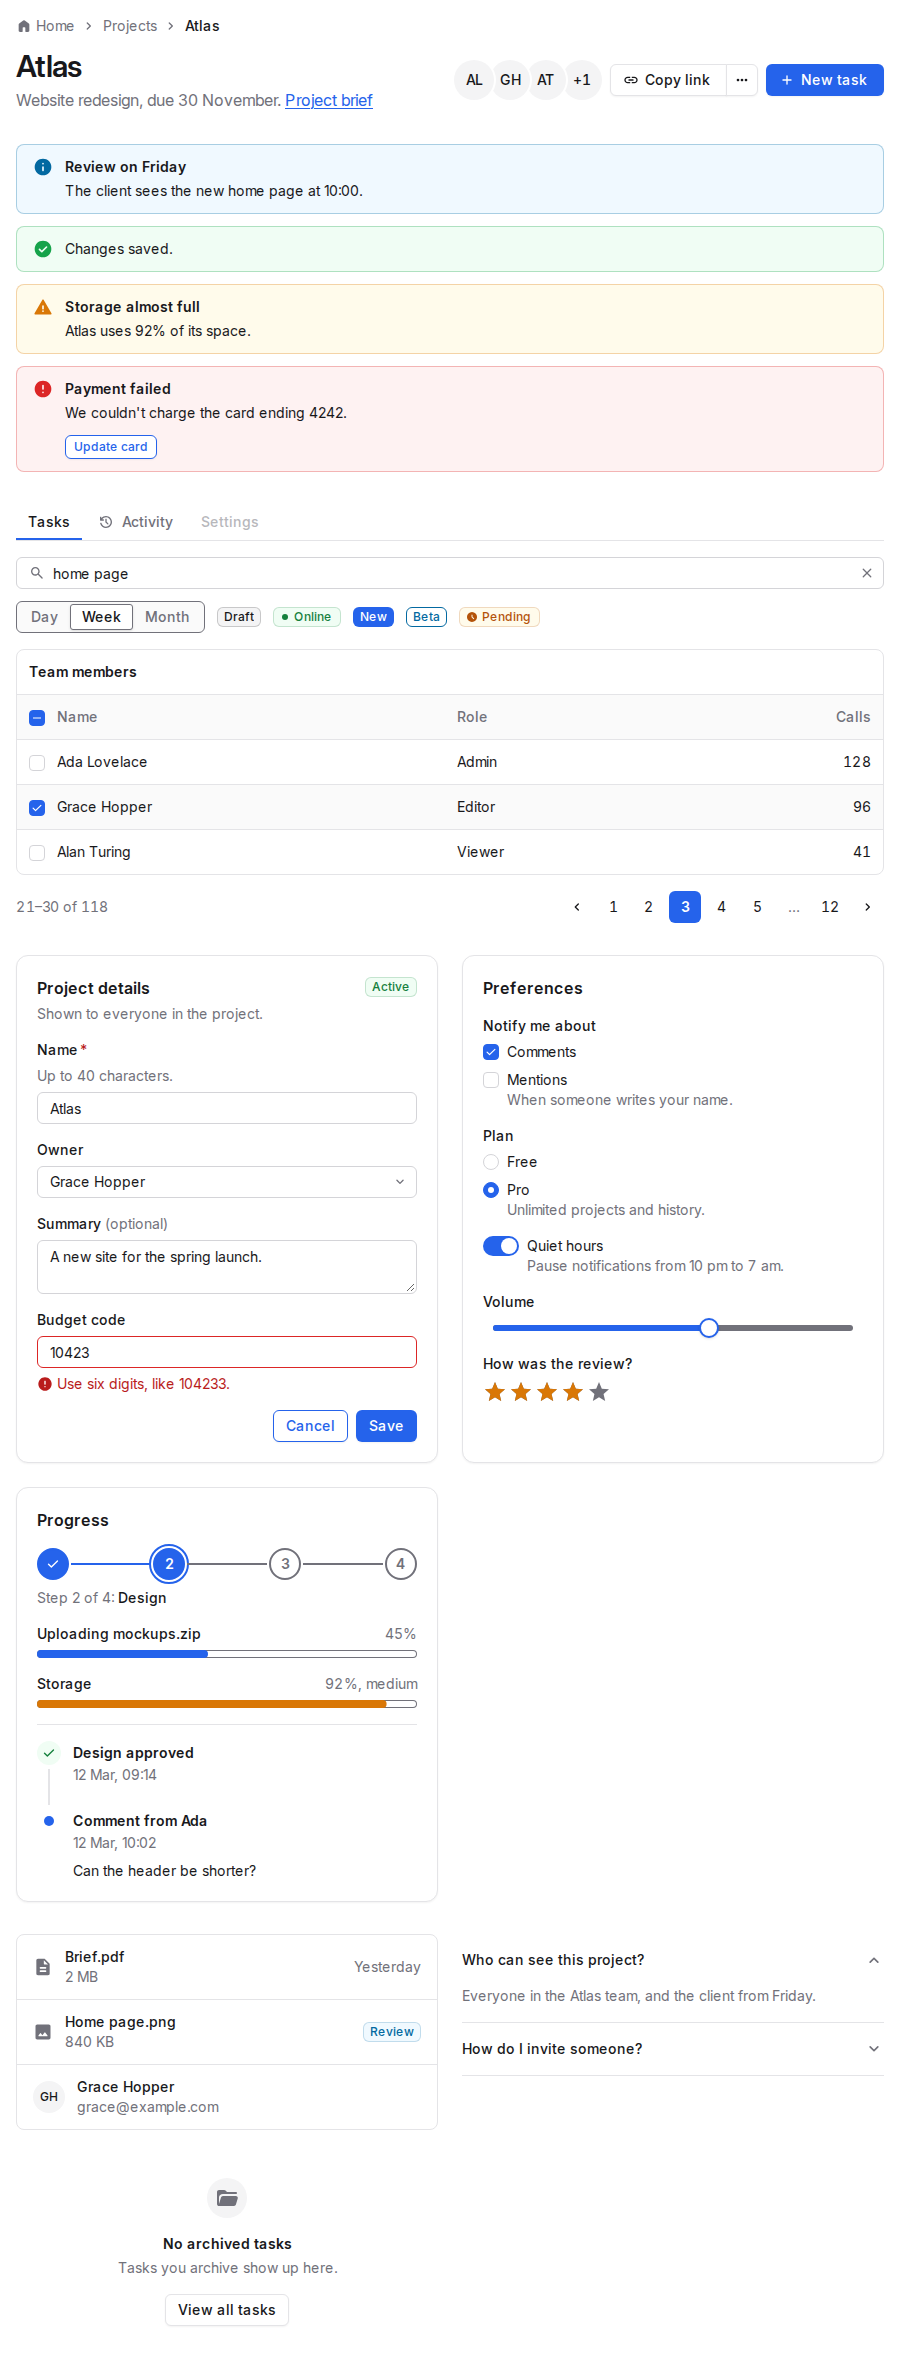 Home > Projects > Atlas
Atlas
Website redesign, due 30 November. Project brief
AL GH AT +1 Copy link ... New task
Review on Friday
The client sees the new home page at 10:00.
Changes saved.
Storage almost full
Atlas uses 92% of its space.
Payment failed
We couldn't charge the card ending 4242.
Update card
Tasks Activity Settings
home page
Day Week Month Draft Online New Beta Pending
Team members
Name Role Calls
Ada Lovelace Admin 128
Grace Hopper Editor 96
Alan Turing Viewer 41
21–30 of 118 1 2 3 4 5 … 12
Project details Active
Shown to everyone in the project.
Name *
Up to 40 characters.
Atlas
Owner
Grace Hopper
Summary (optional)
A new site for the spring launch.
Budget code
10423
Use six digits, like 104233.
Cancel Save
Preferences
Notify me about
Comments
Mentions
When someone writes your name.
Plan
Free
Pro
Unlimited projects and history.
Quiet hours
Pause notifications from 10 pm to 7 am.
Volume
How was the review?
Progress
2 3 4
Step 2 of 4: Design
Uploading mockups.zip 45%
Storage 92%, medium
Design approved
12 Mar, 09:14
Comment from Ada
12 Mar, 10:02
Can the header be shorter?
Brief.pdf
2 MB
Yesterday
Home page.png
840 KB
Review
GH
Grace Hopper
grace@example.com
Who can see this project?
Everyone in the Atlas team, and the client from Friday.
How do I invite someone?
No archived tasks
Tasks you archive show up here.
View all tasks